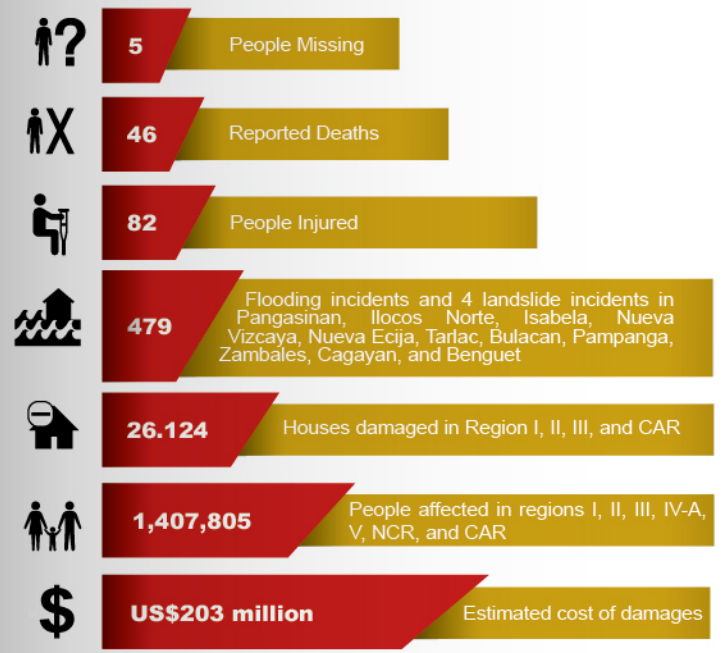 ?
5
People Missing
X
46
Reported Deaths
82
People Injured
479
Flooding incidents and 4 landslide incidents in
Pangasinan, Ilocos Norte, Isabela, Nueva
Vizcaya, Nueva Ecija, Tarlac, Bulacan, Pampanga,
Zambales, Cagayan, and Benguet
26.124
Houses damaged in Region I, II, III, and CAR
1,407,805
People affected in regions I, II, III, IV-A,
V, NCR, and CAR
$
US$203 million
Estimated cost of damages